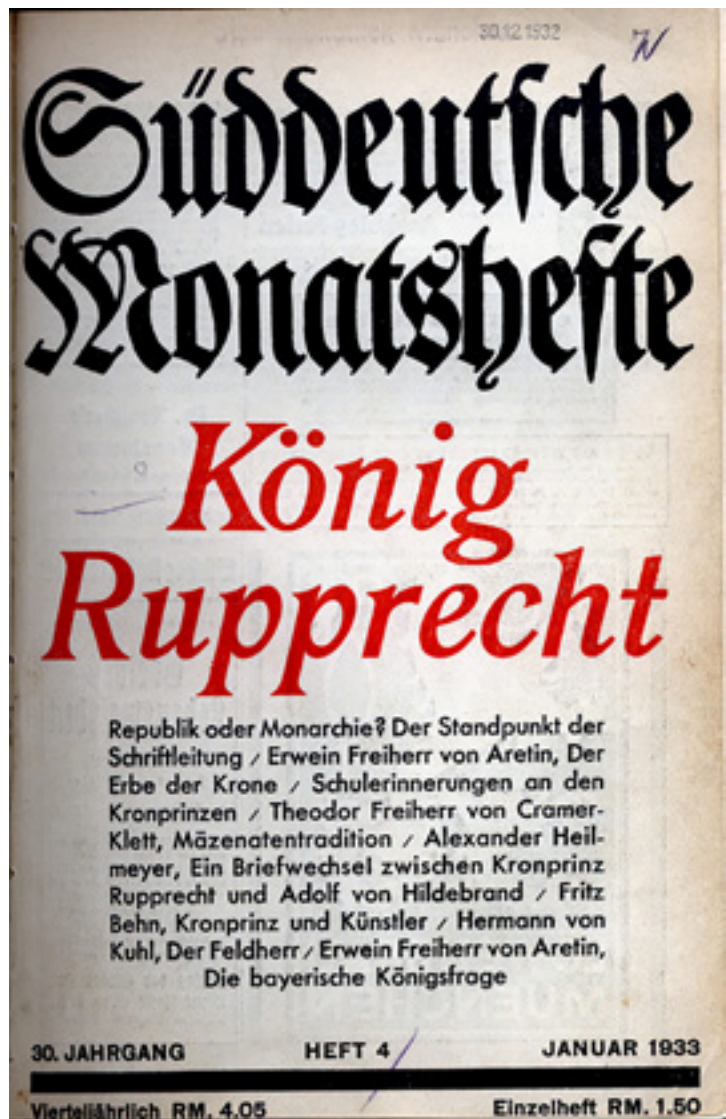 30.12.1932
Süddeutsche
Monatshefte
König
Rupprecht
Republik oder Monarchie? Der Standpunkt der
Schriftleitung / Erwein Freiherr von Aretin, Der
Erbe der Krone / Schulerinnerungen an den
Kronprinzen / Theodor Freiherr von Cramer-
Klett, Mäzenatentradition / Alexander Heil-
meyer, Ein Briefwechsel zwischen Kronprinz
Rupprecht und Adolf von Hildebrand / Fritz
Behn, Kronprinz und Künstler / Hermann von
Kuhl, Der Feldherr / Erwein Freiherr von Aretin,
Die bayerische Königsfrage
30. JAHRGANG HEFT 4 JANUAR 1933
Vierteljährlich RM. 4.05 Einzelheft RM. 1.50